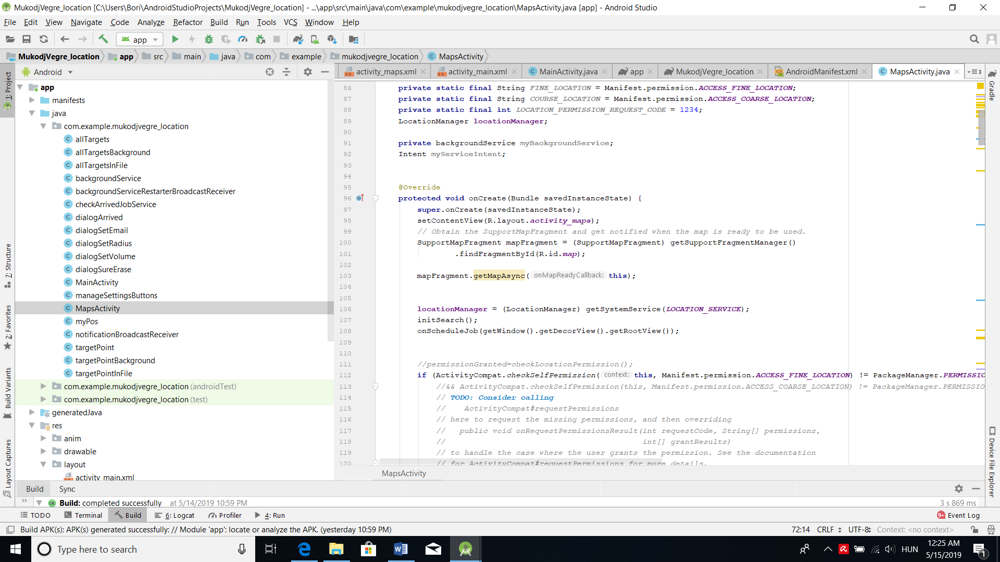 MukodjVegre_location [C:\Users\Bori\AndroidStudioProjects\MukodjVegre_location] - ...\app\src\main\java\com\example\mukodjvegre_location\MapsActivity.java [app] - Android Studio
File Edit View Navigate Code Analyze Refactor Build Run Tools VCS Window Help
app
MukodjVegre_location app src main java com example mukodjvegre_location MapsActivity
Android
activity_maps.xml activity_main.xml MainActivity.java app MukodjVegre_location AndroidManifest.xml MapsActivity.java 3
1: Project
7: Structure
2: Favorites
Build Variants
Layout Captures
app
manifests
java
com.example.mukodjvegre_location
allTargets
allTargetsBackground
allTargetsInFile
backgroundService
backgroundServiceRestarterBroadcastReceiver
checkArrivedJobService
dialogArrived
dialogSetEmail
dialogSetRadius
dialogSetVolume
dialogSureErase
MainActivity
manageSettingsButtons
MapsActivity
myPos
notificationBroadcastReceiver
targetPoint
targetPointBackground
targetPointInFile
com.example.mukodjvegre_location (androidTest)
com.example.mukodjvegre_location (test)
generatedJava
res
anim
drawable
layout
activity_main.xml
86 private static final String FINE_LOCATION = Manifest.permission.ACCESS_FINE_LOCATION;
87 private static final String COURSE_LOCATION = Manifest.permission.ACCESS_COARSE_LOCATION;
88 private static final int LOCATION_PERMISSION_REQUEST_CODE = 1234;
89 LocationManager locationManager;
90
91 private backgroundService myBackgroundService;
92 Intent myServiceIntent;
93
94
95 @Override
96 protected void onCreate(Bundle savedInstanceState) {
97 super.onCreate(savedInstanceState);
98 setContentView(R.layout.activity_maps);
99 // Obtain the SupportMapFragment and get notified when the map is ready to be used.
100 SupportMapFragment mapFragment = (SupportMapFragment) getSupportFragmentManager()
101 .findFragmentById(R.id.map);
102
103 mapFragment.getMapAsync( onMapReadyCallback: this);
104
105
106 locationManager = (LocationManager) getSystemService(LOCATION_SERVICE);
107 initSearch();
108 onScheduleJob(getWindow().getDecorView().getRootView());
109
110
111 //permissionGranted=checkLocationPermission();
112 if (ActivityCompat.checkSelfPermission( context: this, Manifest.permission.ACCESS_FINE_LOCATION) != PackageManager.PERMISSIO
113 //&& ActivityCompat.checkSelfPermission(this, Manifest.permission.ACCESS_COARSE_LOCATION) != PackageManager.PERMISSIO
114 // TODO: Consider calling
115 // ActivityCompat#requestPermissions
116 // here to request the missing permissions, and then overriding
117 // public void onRequestPermissionsResult(int requestCode, String[] permissions,
118 // int[] grantResults)
119 // to handle the case where the user grants the permission. See the documentation
120 // for ActivityCompat#requestPermissions for more details.
MapsActivity
Gradle
Device File Explorer
Build Sync
Build: completed successfully at 5/14/2019 10:59 PM 3 s 869 ms
TODO Terminal Build 6: Logcat Profiler 4: Run 9+ Event Log
Build APK(s): APK(s) generated successfully: // Module 'app': locate or analyze the APK. (yesterday 10:59 PM) 72:14 CRLF UTF-8 Context: <no context>
Type here to search
HUN
12:25 AM
5/15/2019
1